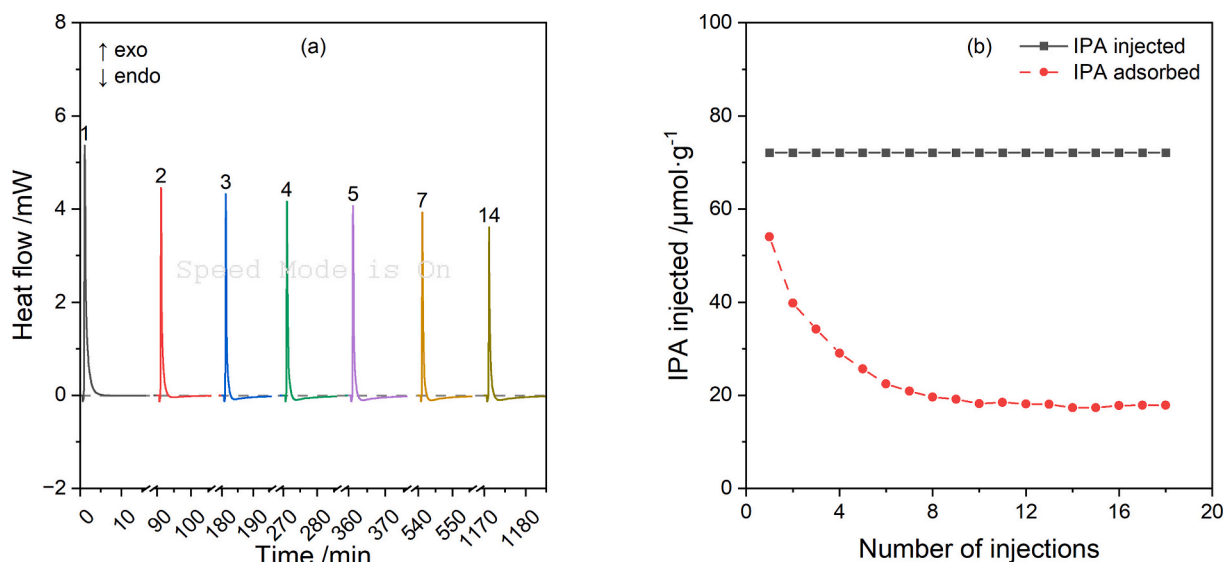 (a)
↑ exo
↓ endo
8
6
4
2
0
−2
Heat flow /mW
1
2
3
4
5
7
14
Speed Mode is On
0 10 90 100 180 190 270 280 360 370 540 550 1170 1180
Time /min
(b)
IPA injected
IPA adsorbed
100
80
60
40
20
0
IPA injected /μmol·g⁻¹
0 4 8 12 16 20
Number of injections